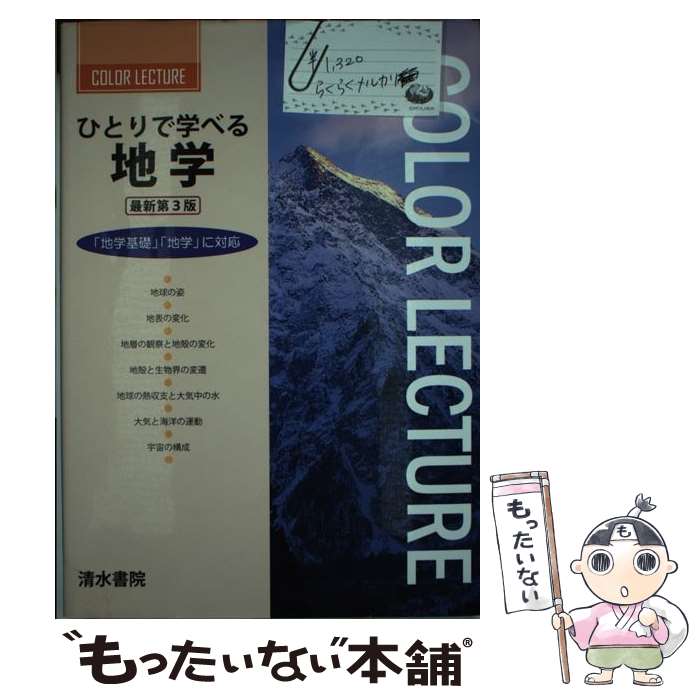 COLOR LECTURE
ひとりで学べる
地学
最新第3版
「地学基礎」「地学」に対応
地球の姿
地表の変化
地層の観察と地殻の変化
地殻と生物界の変遷
地球の熱収支と大気中の水
大気と海洋の運動
宇宙の構成
清水書院
¥1,320
らくらくメルカリ便
COLOR LECTURE
もったいない
も
"もったいない本舗®